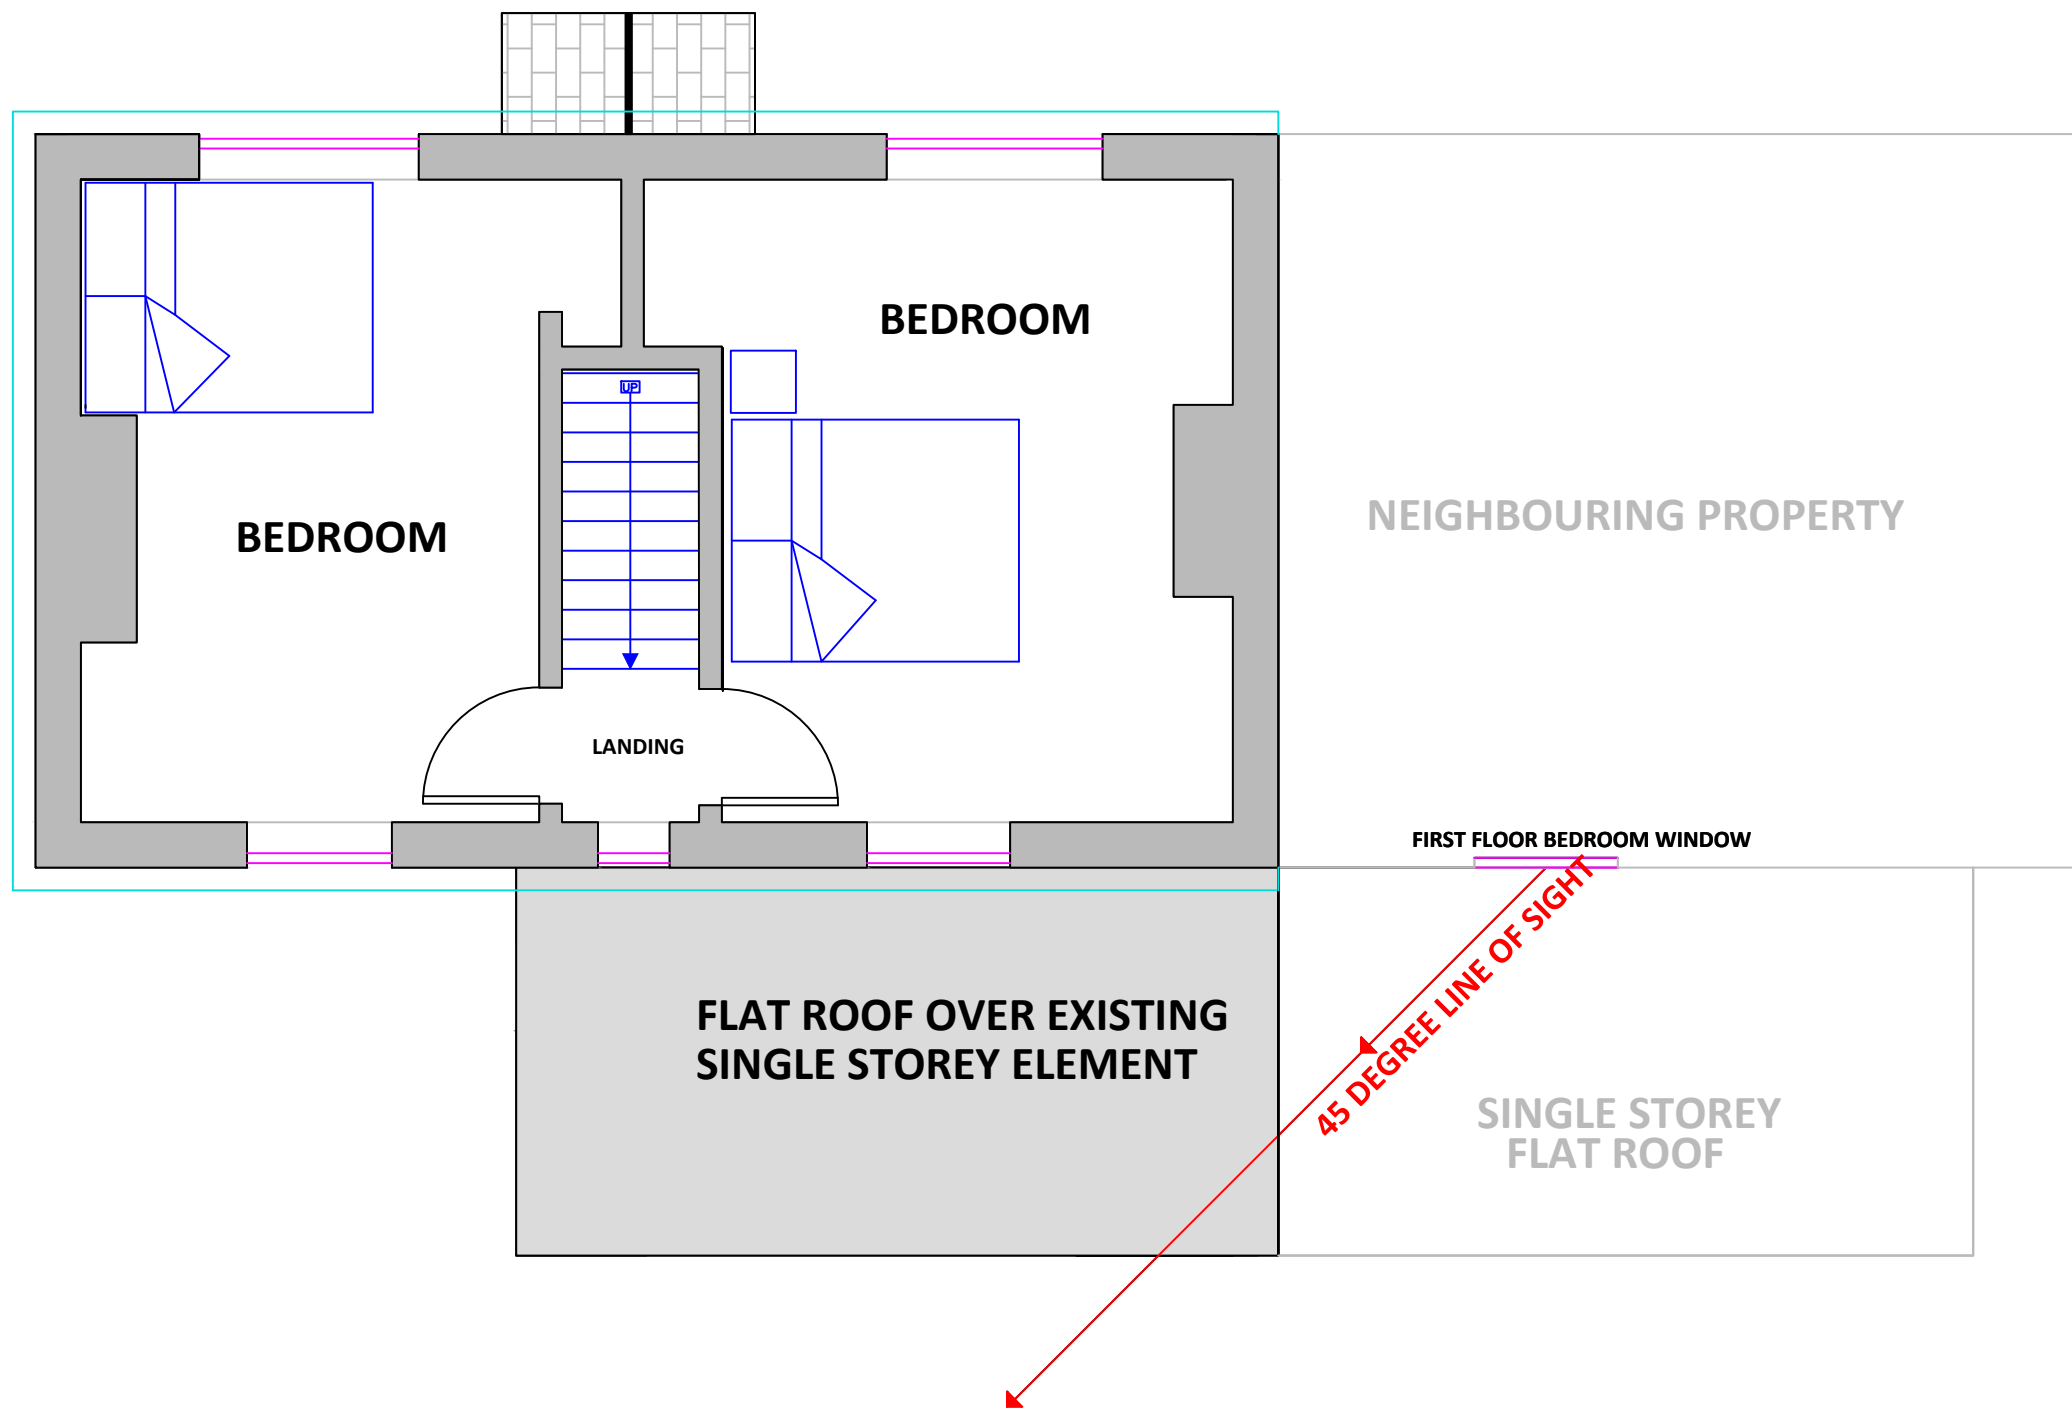 BEDROOM
UP
NEIGHBOURING PROPERTY
BEDROOM
LANDING
FIRST FLOOR BEDROOM WINDOW
45 DEGREE LINE OF SIGHT
FLAT ROOF OVER EXISTING
SINGLE STOREY ELEMENT
SINGLE STOREY
FLAT ROOF